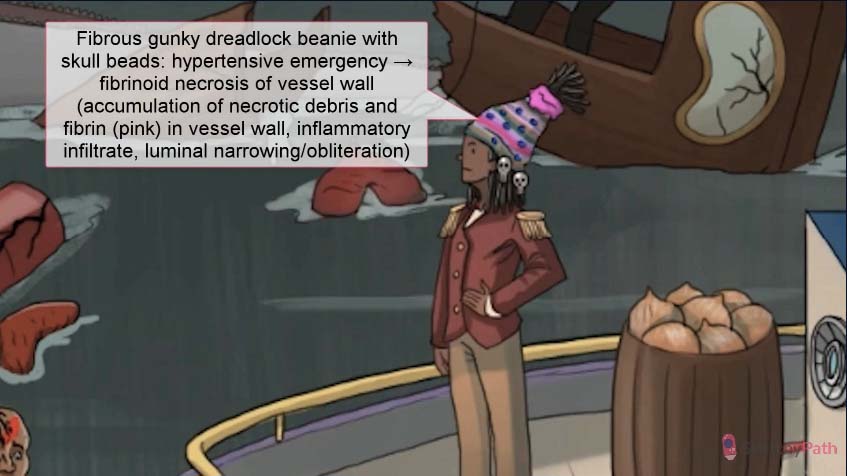 Fibrous gunky dreadlock beanie with
skull beads: hypertensive emergency →
fibrinoid necrosis of vessel wall
(accumulation of necrotic debris and
fibrin (pink) in vessel wall, inflammatory
infiltrate, luminal narrowing/obliteration)